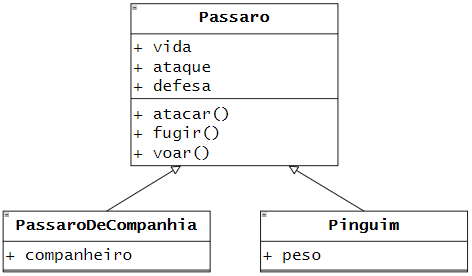 Passaro
+ vida
+ ataque
+ defesa
+ atacar()
+ fugir()
+ voar()
PassaroDeCompanhia
+ companheiro
Pinguim
+ peso